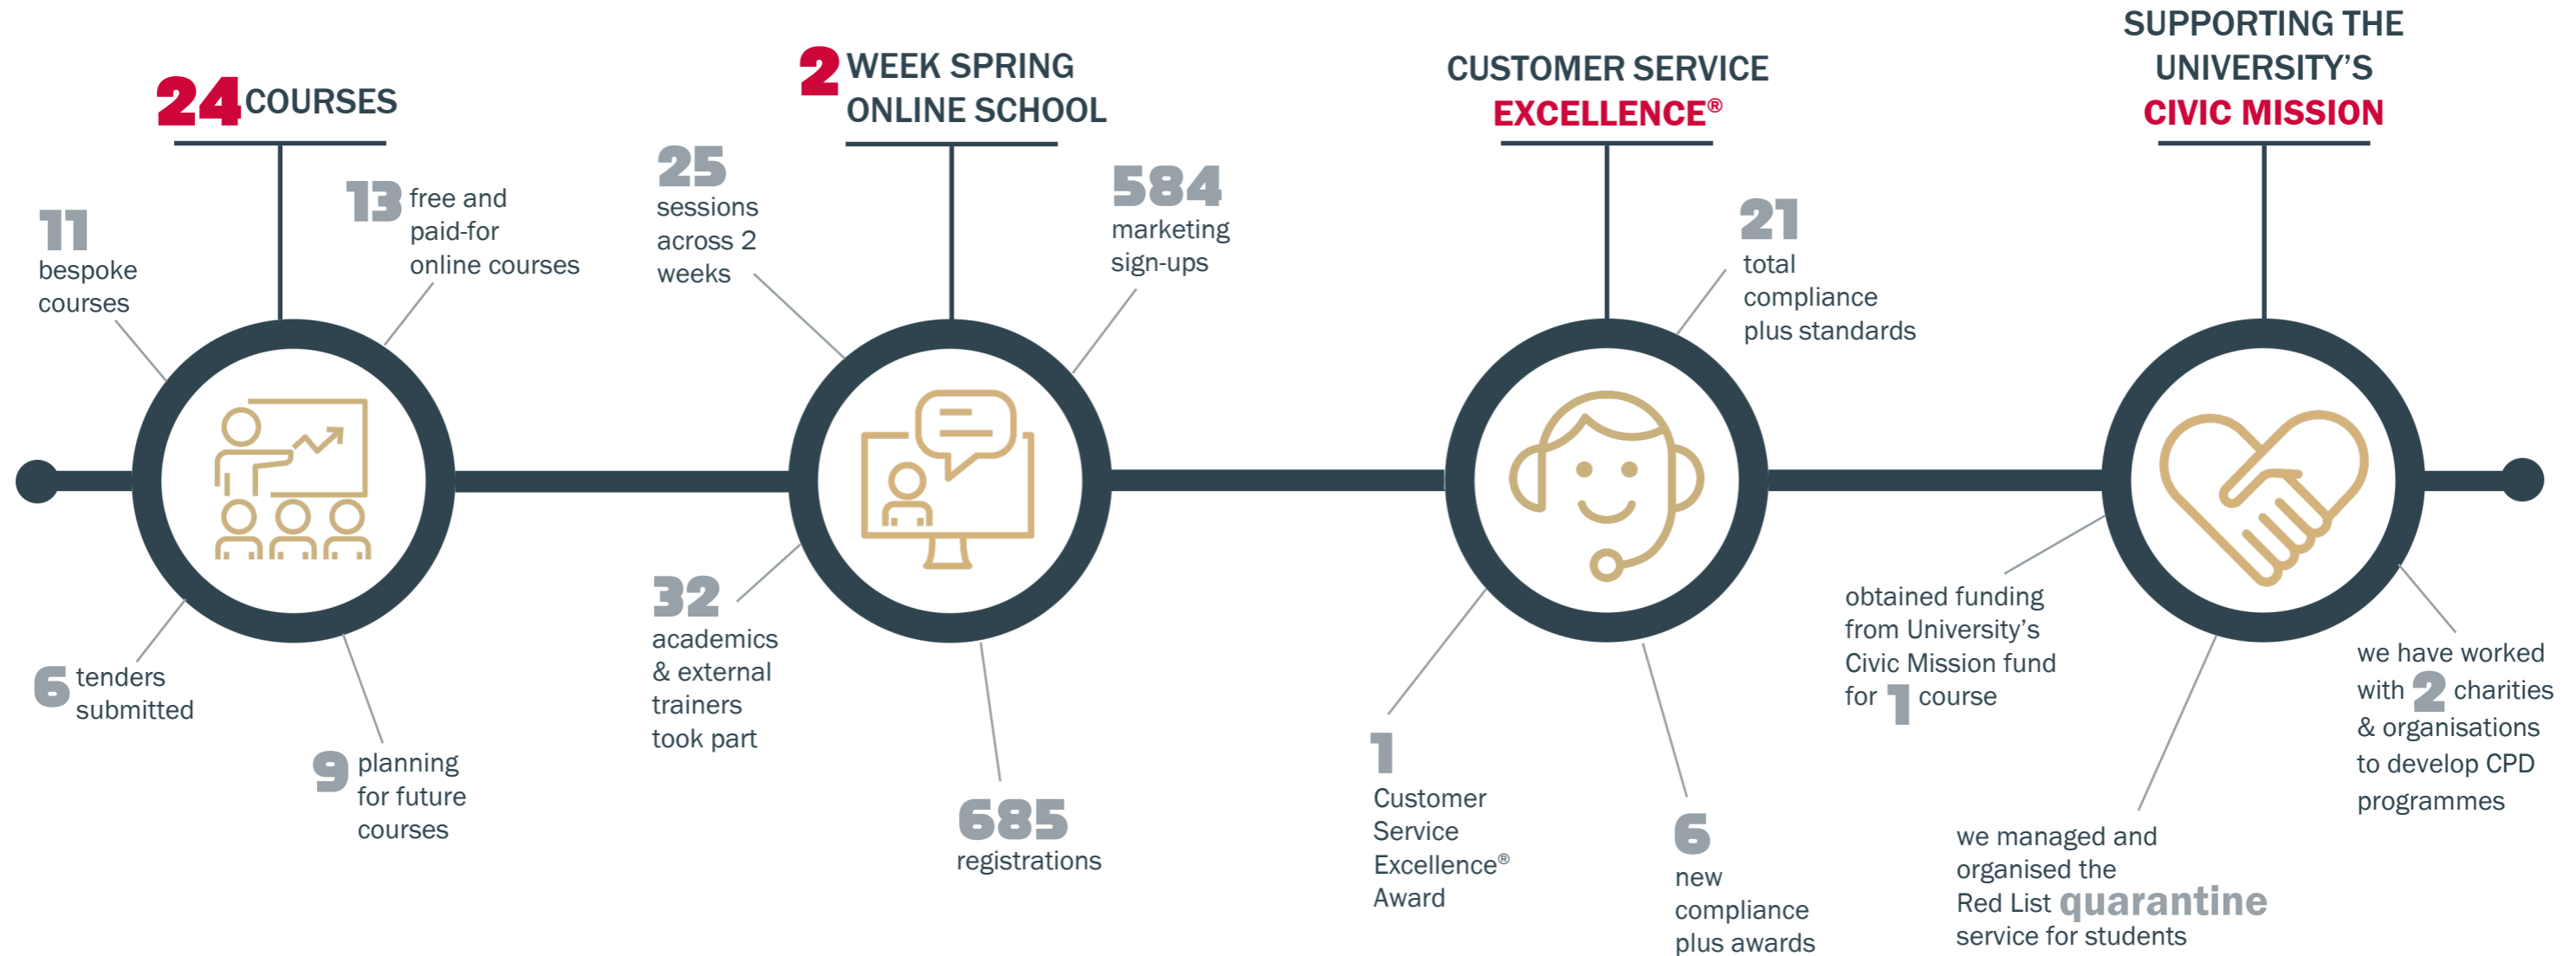 24 COURSES
11
bespoke
courses
13 free and
paid-for
online courses
6 tenders
submitted
9 planning
for future
courses
2 WEEK SPRING
ONLINE SCHOOL
25
sessions
across 2
weeks
584
marketing
sign-ups
32
academics
& external
trainers
took part
685
registrations
CUSTOMER SERVICE
EXCELLENCE®
21
total
compliance
plus standards
1
Customer
Service
Excellence®
Award
6
new
compliance
plus awards
SUPPORTING THE
UNIVERSITY’S
CIVIC MISSION
obtained funding
from University’s
Civic Mission fund
for 1 course
we managed and
organised the
Red List quarantine
service for students
we have worked
with 2 charities
& organisations
to develop CPD
programmes